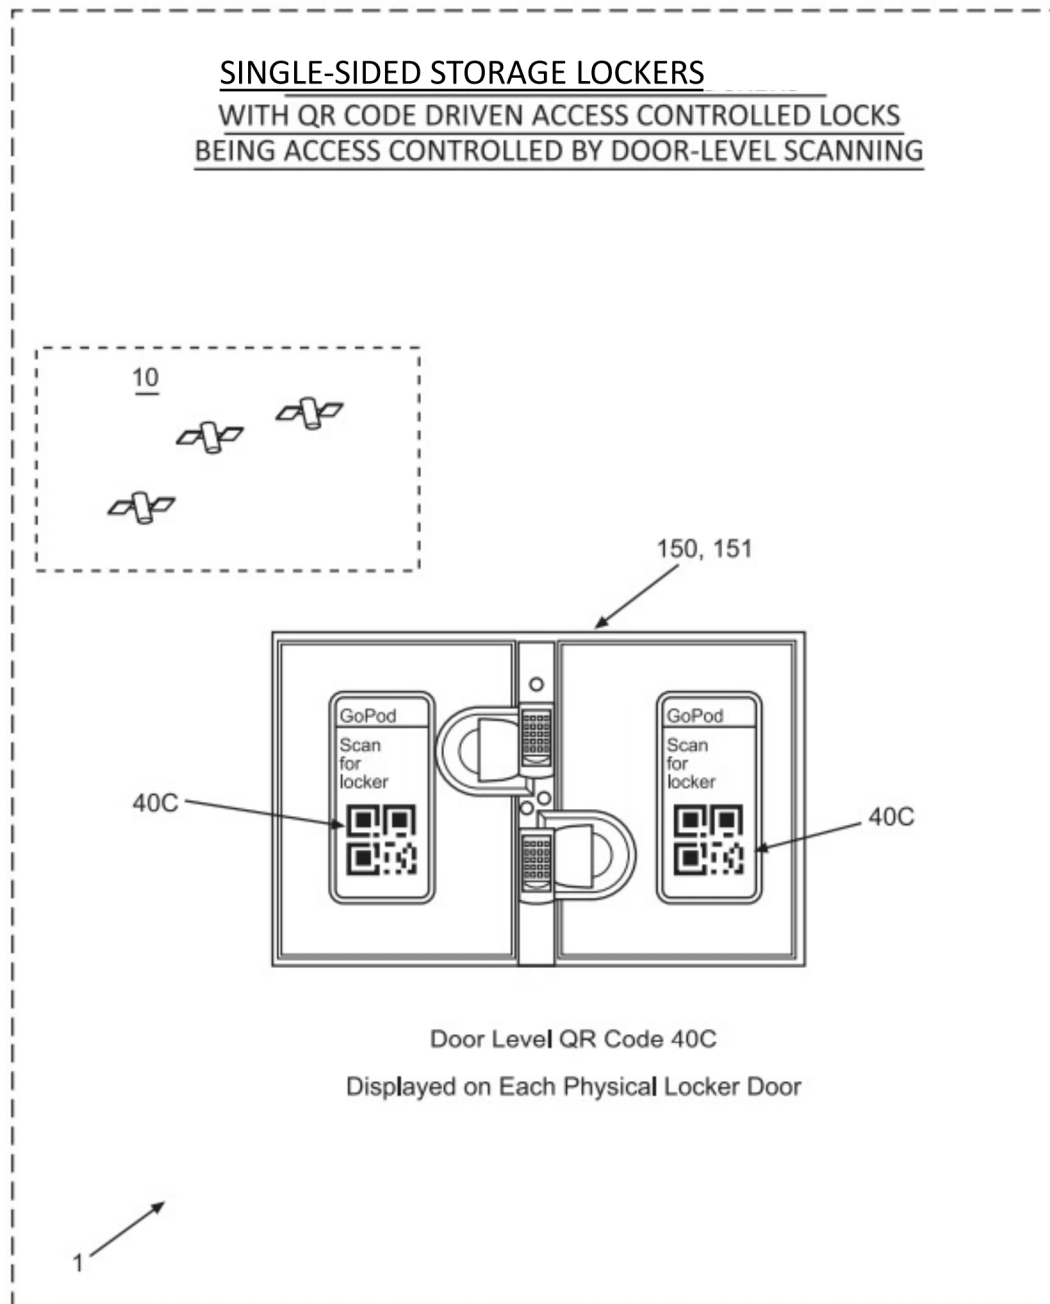 SINGLE-SIDED STORAGE LOCKERS
WITH QR CODE DRIVEN ACCESS CONTROLLED LOCKS
BEING ACCESS CONTROLLED BY DOOR-LEVEL SCANNING
10
150, 151
GoPod
Scan
for
locker
GoPod
Scan
for
locker
40C
40C
Door Level QR Code 40C
Displayed on Each Physical Locker Door
1